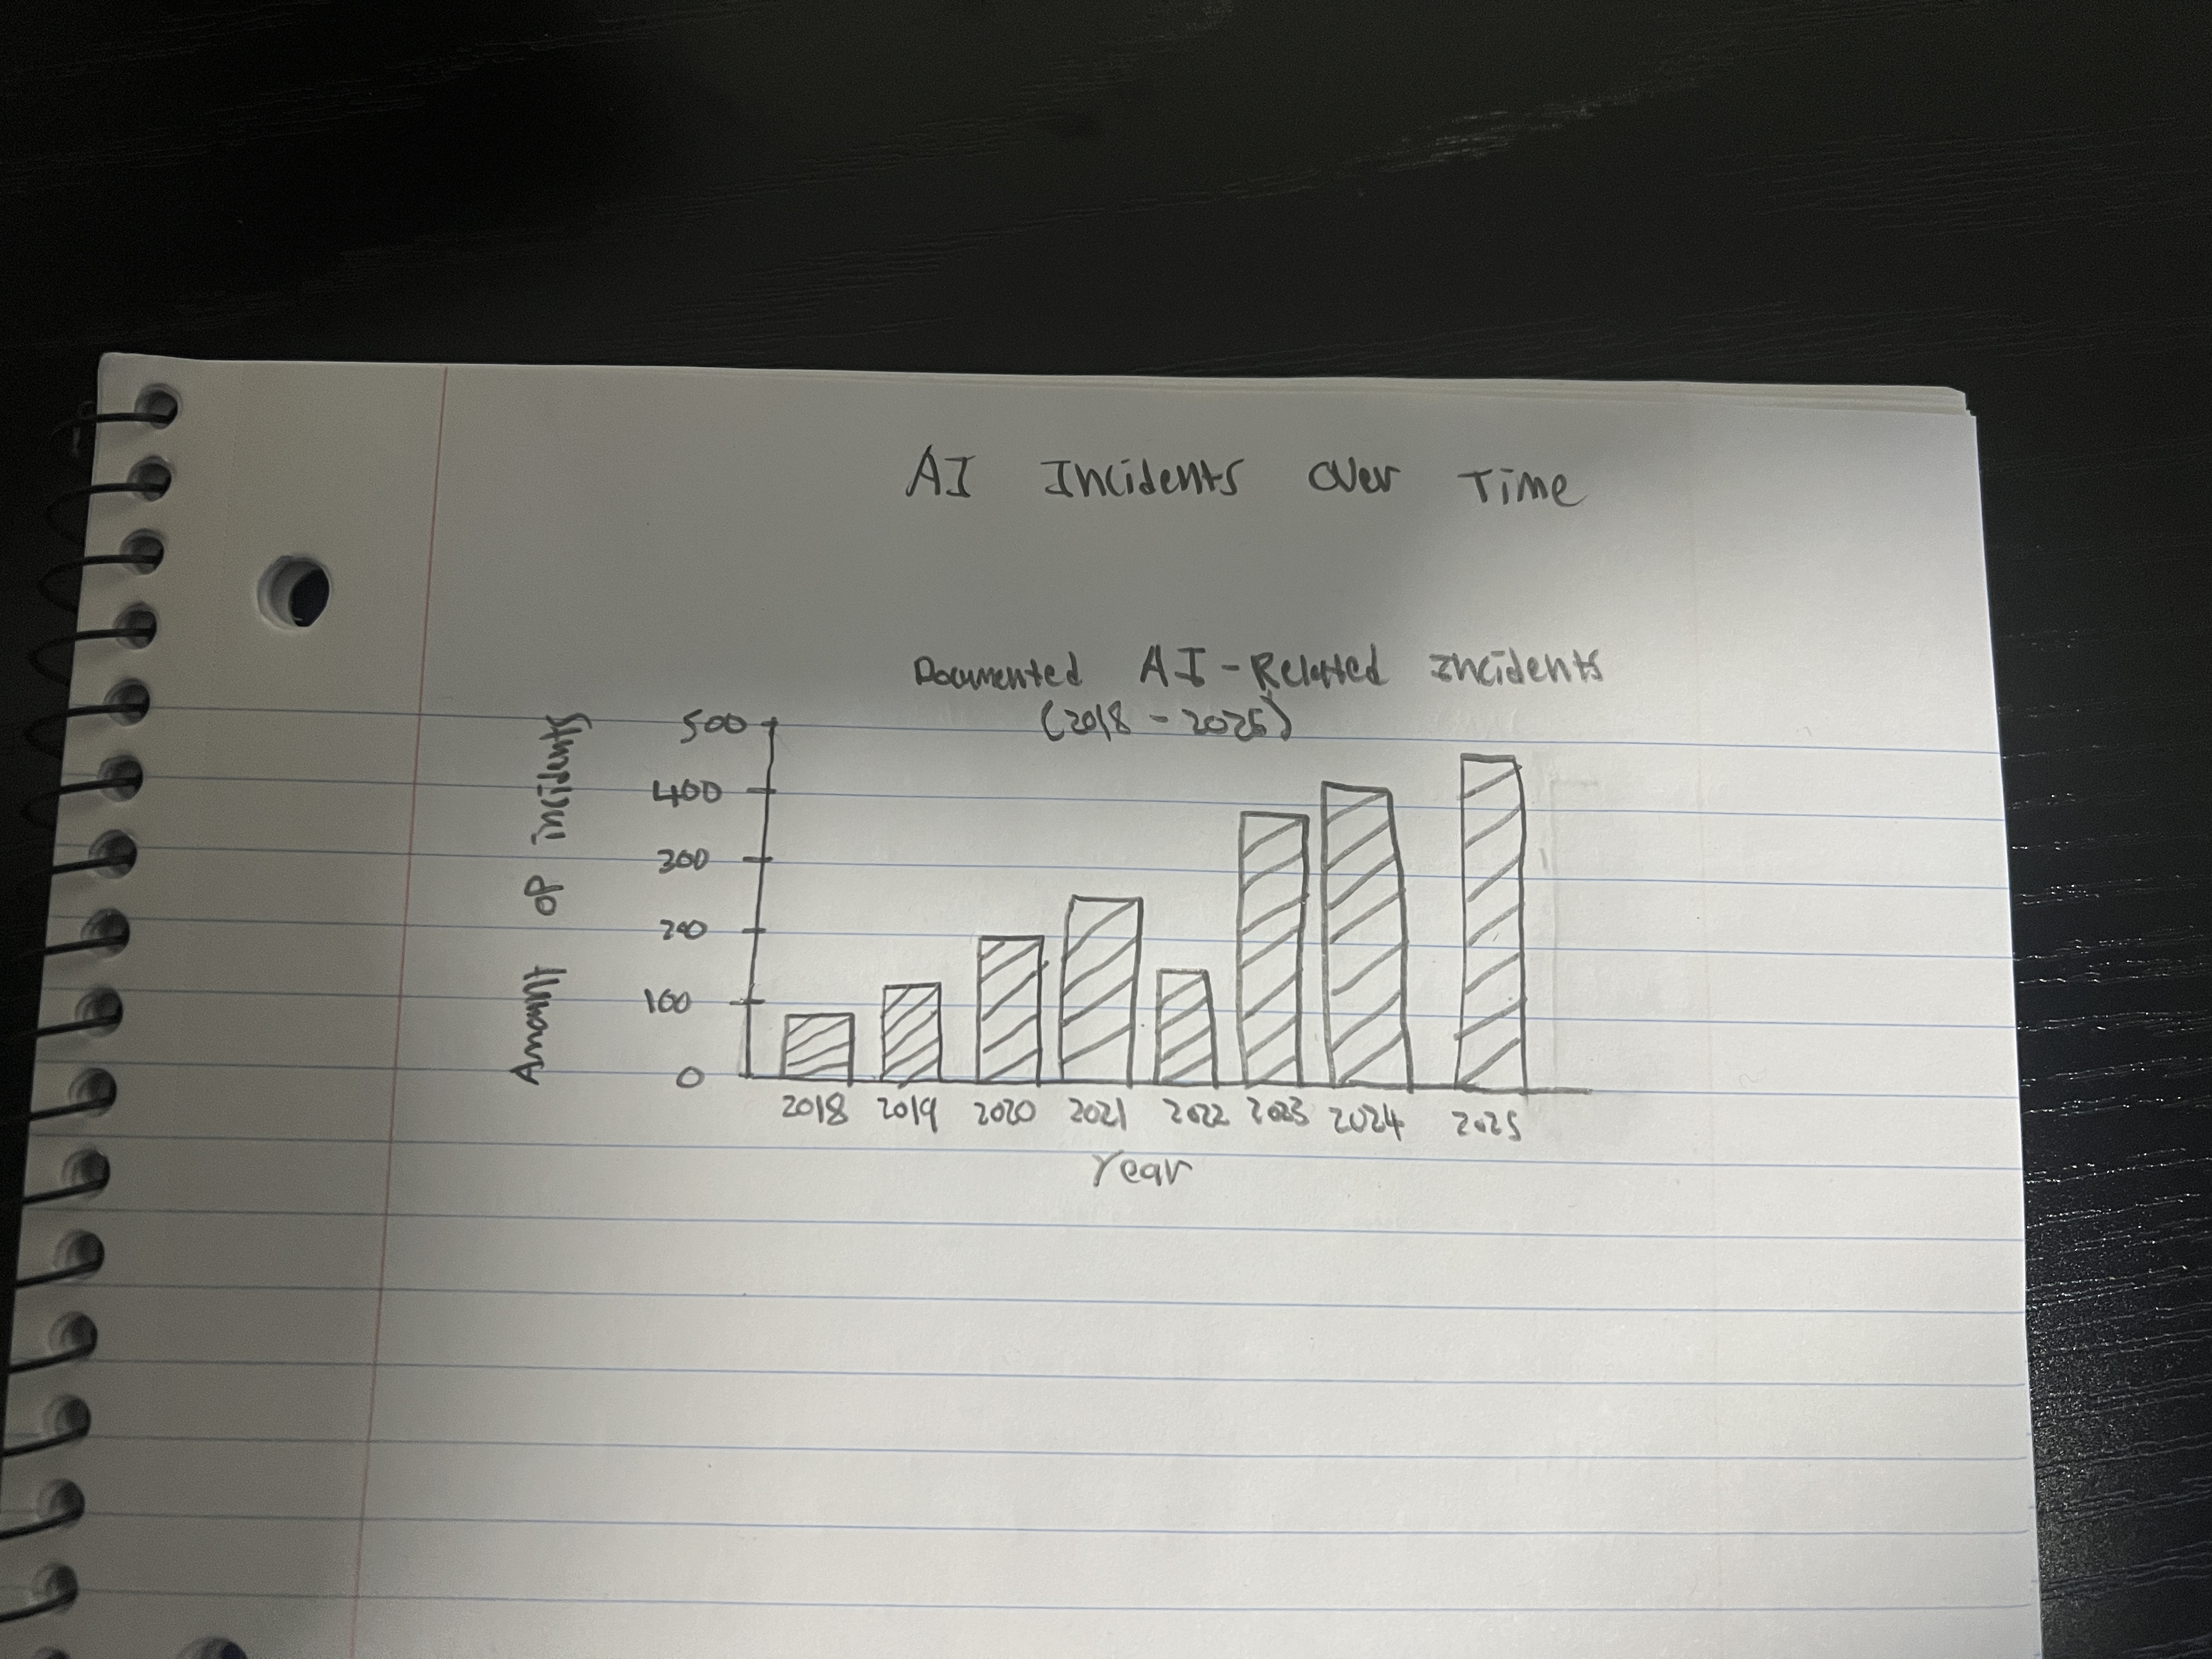 AI Incidents Over Time
Documented AI-Related Incidents
(2018 - 2025)
500
400
300
200
100
0
Amount of incidents
2018 2019 2020 2021 2022 2023 2024 2025
Year